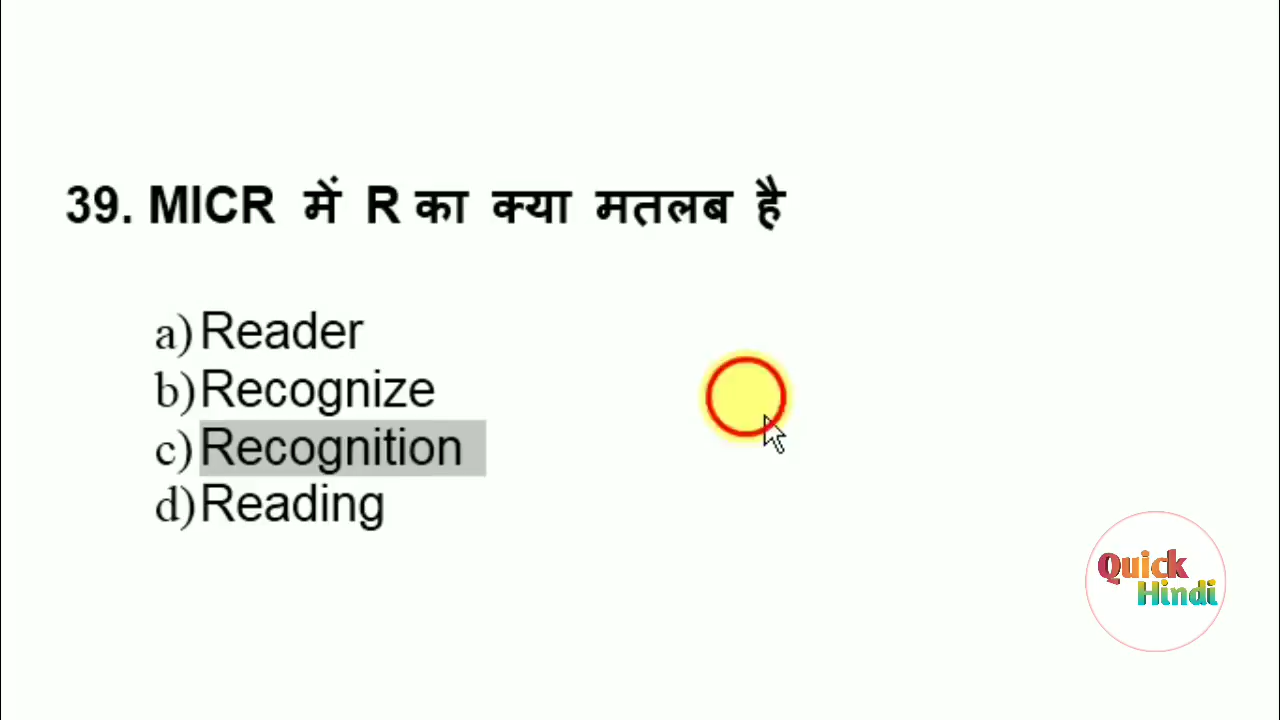 39. MICR में R का क्या मतलब है
a) Reader
b) Recognize
c) Recognition
d) Reading
Quick
Hindi